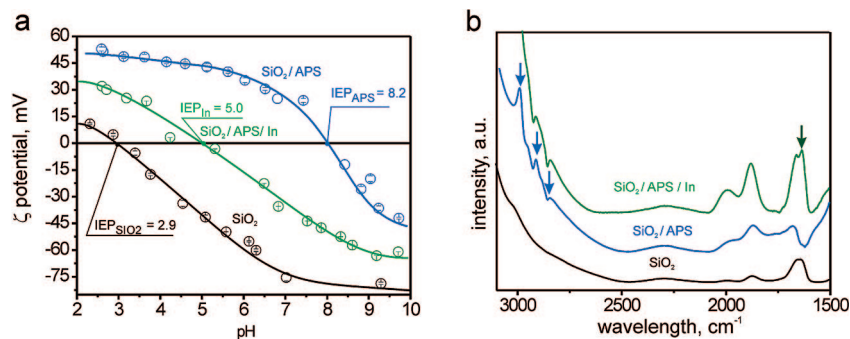 a
60
45
30
15
0
-15
-30
-45
-60
-75
ζ potential, mV
2 3 4 5 6 7 8 9 10
pH
SiO2/ APS
IEPAPS = 8.2
IEPIn = 5.0
SiO2/ APS/ In
SiO2
IEPSIO2 = 2.9
b
intensity, a.u.
SiO2/ APS / In
SiO2/ APS
SiO2
3000 2500 2000 1500
wavelength, cm-1